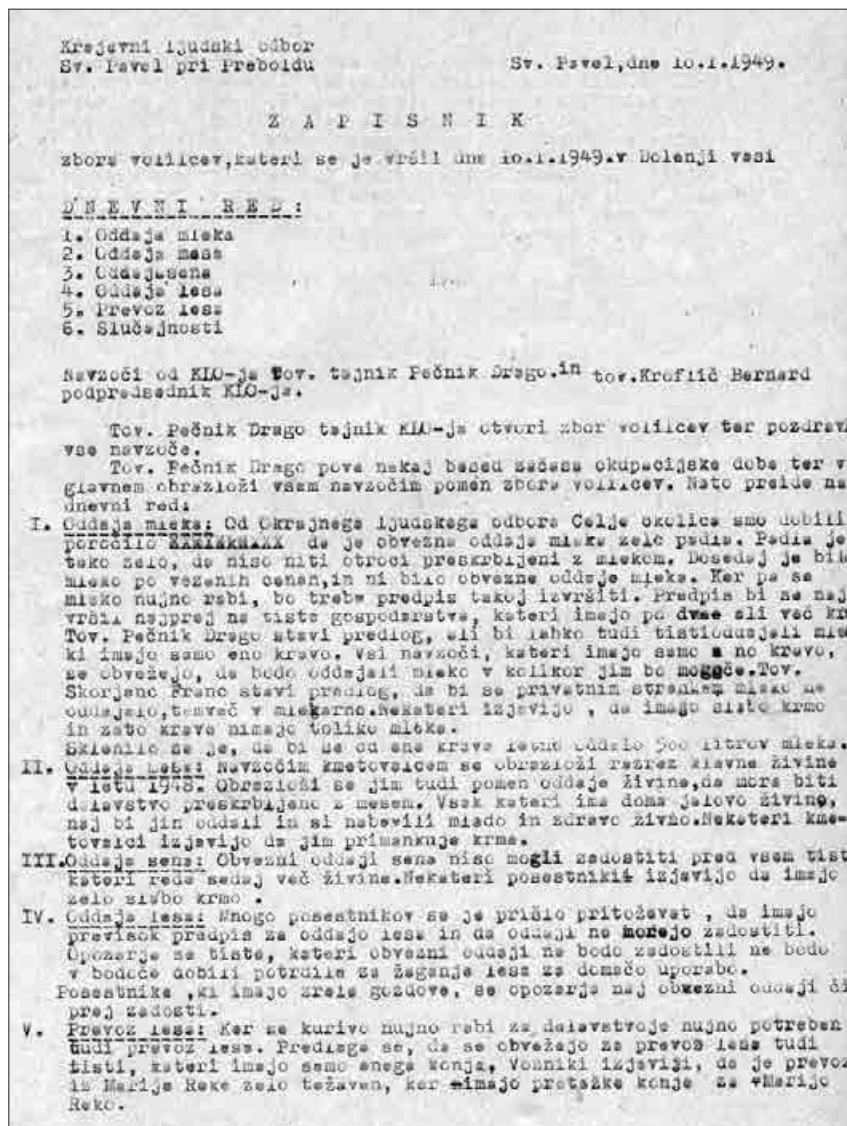 Krajevni ljudski odbor
Sv. Pavel pri Preboldu Sv. Pavel,dne 10.1.1949.
Z A P I S N I K
zbora volilcev,kateri se je vršil dne 10.1.1949.v Dolenji vasi
D N E V N I R E D :
1. Oddaja mleka
2. Oddaja mesa
3. Oddajasena
4. Oddaja lesa
5. Prevoz lesa
6. Slučajnosti
Navzoči od KLO-ja Tov. tajnik Pečnik Drago.in tov.Kroflič Bernard
podpredsednik KLO-ja.
Tov. Pečnik Drago tajnik KLO-ja otvori zbor volilcev ter pozdravi
vse navzoče.
Tov. Pečnik Drago pove nekaj besed začasa okupacijske dobe ter v
glavnem obrazloži vsem navzočim pomen zbora volilcev. Nato preide na
dnevni red:
I. Oddaja mleka: Od Okrajnega ljudskega odbora Celje okolica smo dobili
poročilo da je obvezna oddaja mleka zelo padla. Padla je
tako zelo, da niso niti otroci preskrbljeni z mlekom. Dosedaj je bilo
mleko po vezanih cenah,in ni bilo obvezne oddaje mleka. Ker pa se
mleko nujno rabi, bo treba predpis takoj izvršiti. Predpis bi se naj
vršil najprej na tista gospodarstva, kateri imajo po dvae ali več kr
Tov. Pečnik Drago stavi predlog, ali bi lahko tudi tistioddajali mle
ki imajo samo eno kravo. Vsi navzoči, kateri imajo samo e no kravo,
se obvežejo, da bodo oddajali mleko v kolikor jim bo mogoče.Tov.
Skorjanc Franc stavi predlog, da bi se privatnim strankam mleko ne
oddajalo,temveč v mlekarno.Nekateri izjavijo , da imajo slabo krmo
in zato krave nimajo toliko mleka.
Sklenilo se je, da bi se od ene krave letno oddalo 500 litrov mleka.
II. Oddaja mesa: Navzočim kmetovalcem se obrazloži razrez klavne živine
v letu 1948. Obrazloži se jim tudi pomen oddaje živine,da mora biti
delavstvo preskrbljeno z mesom. Vsak kateri ima doma jalovo živino,
naj bi jih oddali in si nabavili mlado in zdravo živno.Nekateri kme-
tovalci izjavijo da jim primankuje krme.
III.Oddaja sena: Obvezni oddaji sena niso mogli zadostiti pred vsem tist
kateri rede sedaj več živine.Nekateri posestniki izjavijo da imajo
zelo slabo krmo .
IV. Oddaja lesa: Mnogo posestnikov se je prišlo pritoževat , da imajo
previsok predpis za oddajo lesa in da oddaji ne morejo zadostiti.
Opozarja se tiste, kateri obvezni oddaji ne bodo zadostili ne bodo
v bodoče dobili potrdila za žaganje lesa za domačo uporabo.
Posestnike ,ki imajo zrele gozdove, se opozarja naj obvezni oddaji či
prej zadosti.
V. Prevoz lesa: Ker se kurivo nujno rabi za delavstvoje nujno potreben
tudi prevoz lesa. Predlaga se, da se obvežejo za prevoz lesa tudi
tisti, kateri imajo samo enega konja, Vozniki izjavili, da je prevoz
iz Marija Reke zelo težaven, ker imajo pretežke konje za Marijo
Reko.